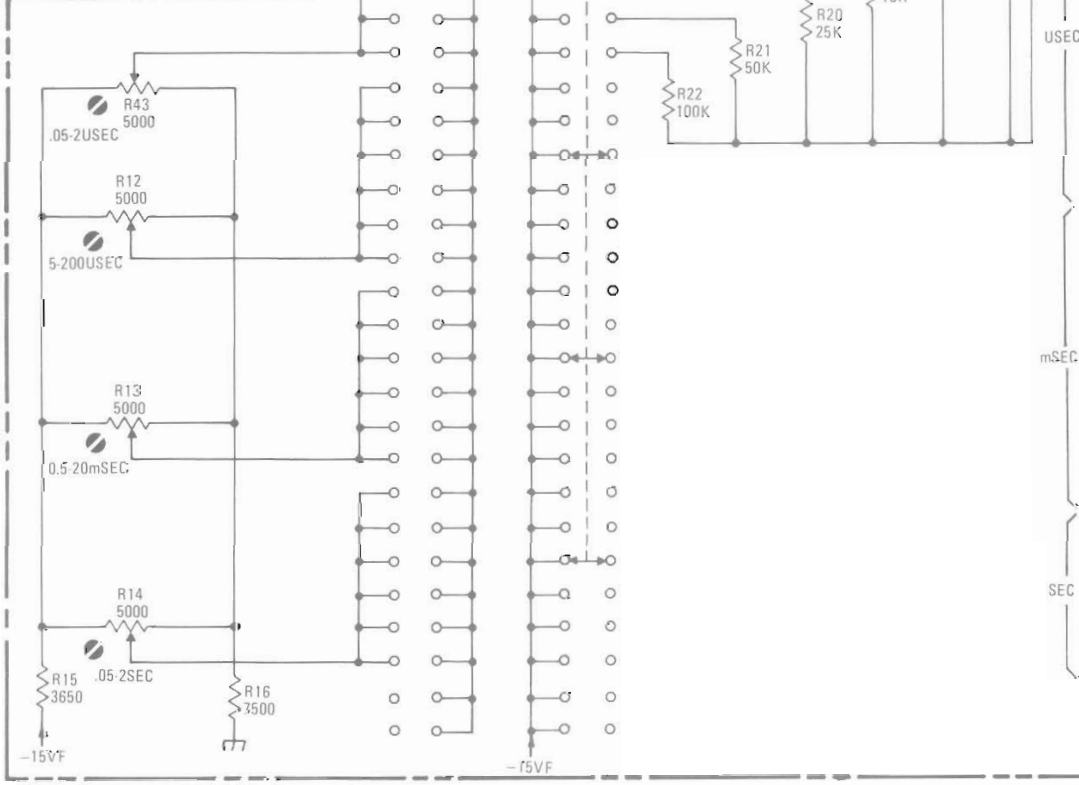 R20
25K
USEC
R21
50K
R22
100K
R43
5000
.05-2USEC
R12
5000
5-200USEC
mSEC
R13
5000
0.5-20mSEC
SEC
R14
5000
.05-2SEC
R15
3650
R16
3500
-15VF
-15VF